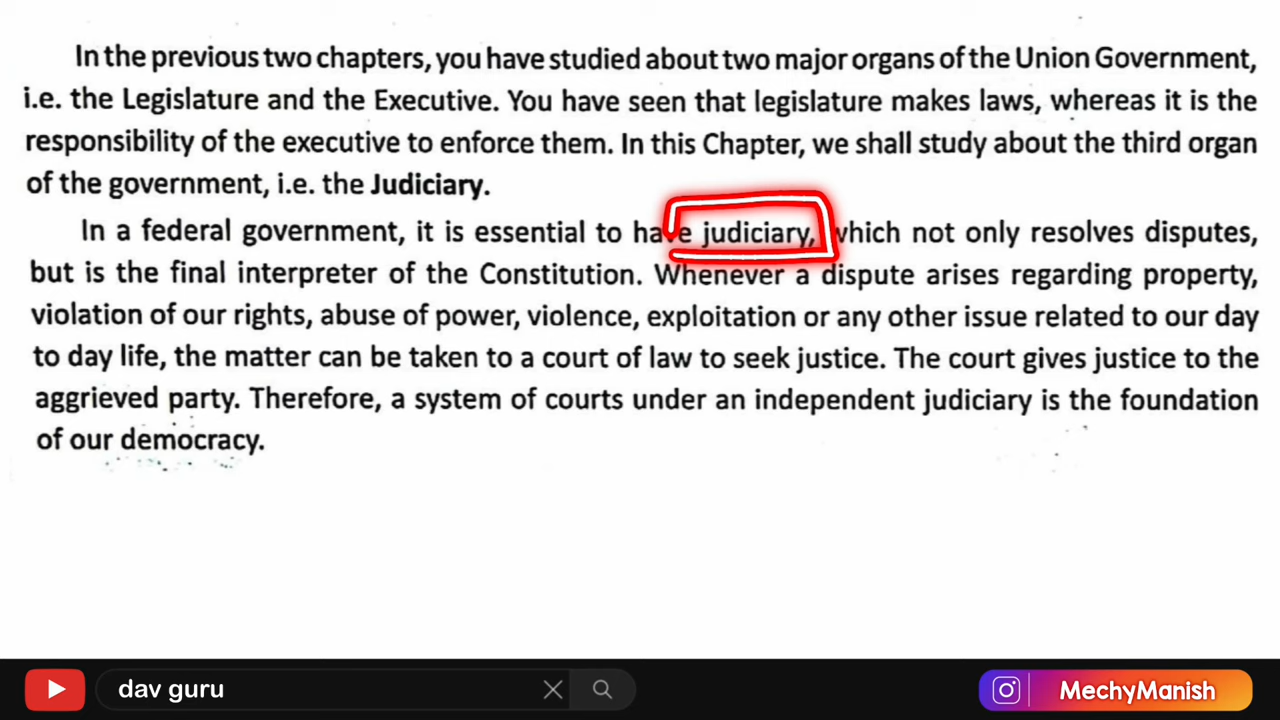 In the previous two chapters, you have studied about two major organs of the Union Government,
i.e. the Legislature and the Executive. You have seen that legislature makes laws, whereas it is the
responsibility of the executive to enforce them. In this Chapter, we shall study about the third organ
of the government, i.e. the Judiciary.
In a federal government, it is essential to have judiciary, which not only resolves disputes,
but is the final interpreter of the Constitution. Whenever a dispute arises regarding property,
violation of our rights, abuse of power, violence, exploitation or any other issue related to our day
to day life, the matter can be taken to a court of law to seek justice. The court gives justice to the
aggrieved party. Therefore, a system of courts under an independent judiciary is the foundation
of our democracy.
dav guru
MechyManish